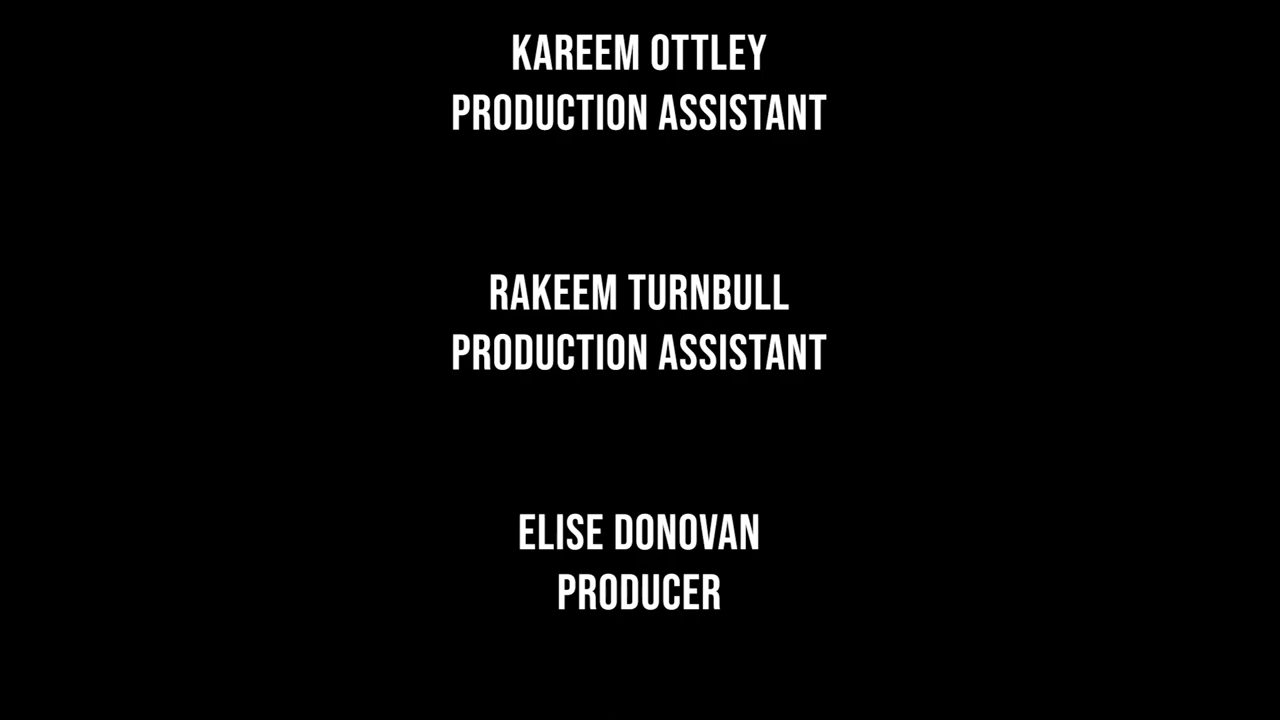 KAREEM OTTLEY
PRODUCTION ASSISTANT
RAKEEM TURNBULL
PRODUCTION ASSISTANT
ELISE DONOVAN
PRODUCER